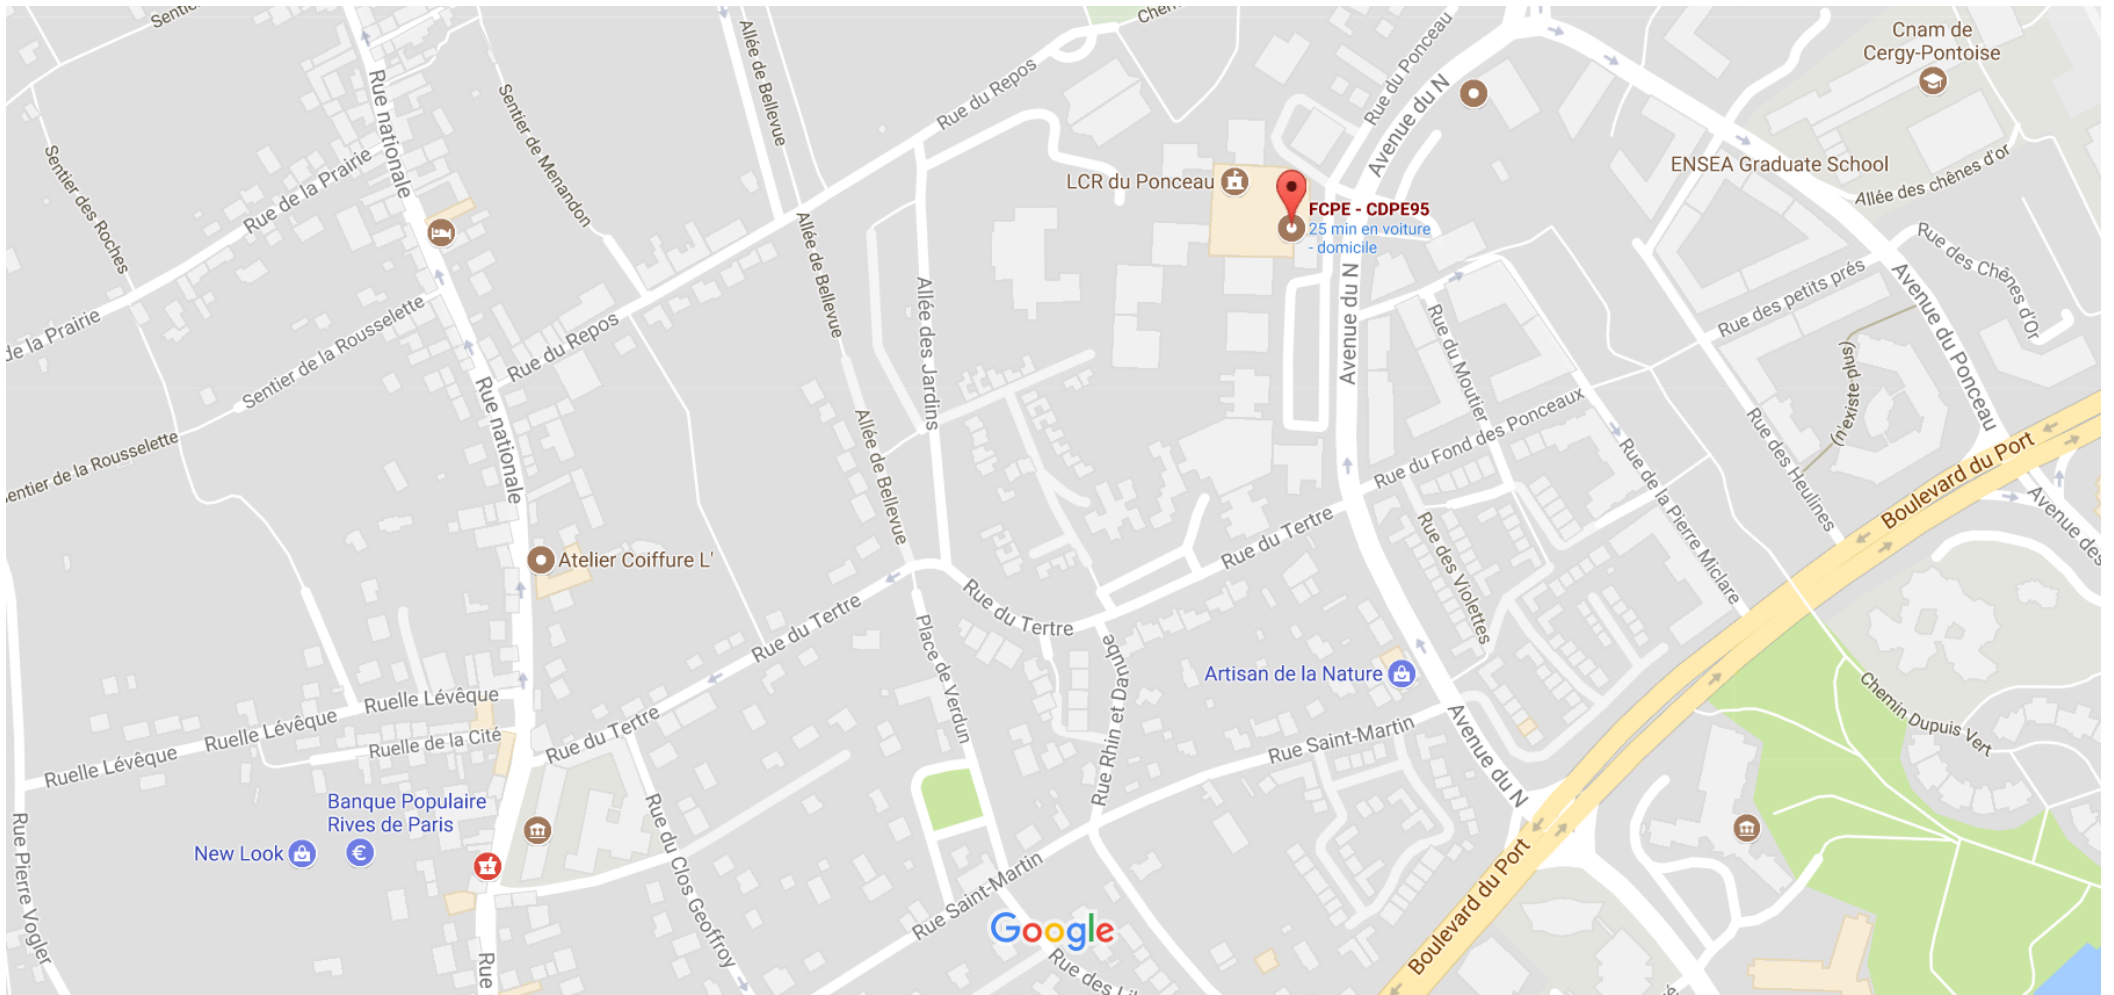 Sentier
Chem
Cnam de
Cergy-Pontoise
Rue nationale
Allée de Bellevue
Sentier de Menandon
Rue du Repos
Rue du Ponceau
Avenue du N
Sentier des Roches
Rue de la Prairie
LCR du Ponceau
ENSEA Graduate School
Allée des chênes d'or
FCPE - CDPE95
25 min en voiture
- domicile
Allée de Bellevue
Rue des Chênes d'Or
Avenue du N
Allée des Jardins
Rue des petits prés
Avenue du Ponceau
de la Prairie
Sentier de la Rousselette
Rue du Repos
Rue du Moutier
(n'existe plus)
Rue nationale
Allée de Bellevue
Rue du Fond des Ponceaux
Rue des Heulines
entier de la Rousselette
Rue de la Pierre Miclare
Boulevard du Port
Avenue des
Atelier Coiffure L'
Rue du Tertre
Rue des Violettes
Rue du Tertre
Rue du Tertre
Place de Verdun
Rue Rhin et Danube
Artisan de la Nature
Chemin Dupuis Vert
Ruelle Lévêque
Ruelle Lévêque
Ruelle Lévêque
Ruelle de la Cité
Rue du Tertre
Rue Saint-Martin
Avenue du N
Banque Populaire
Rives de Paris
New Look
Rue Pierre Vogler
Rue du Clos Geoffroy
Rue Saint-Martin
Boulevard du Port
Google
Rue
Rue des Lil